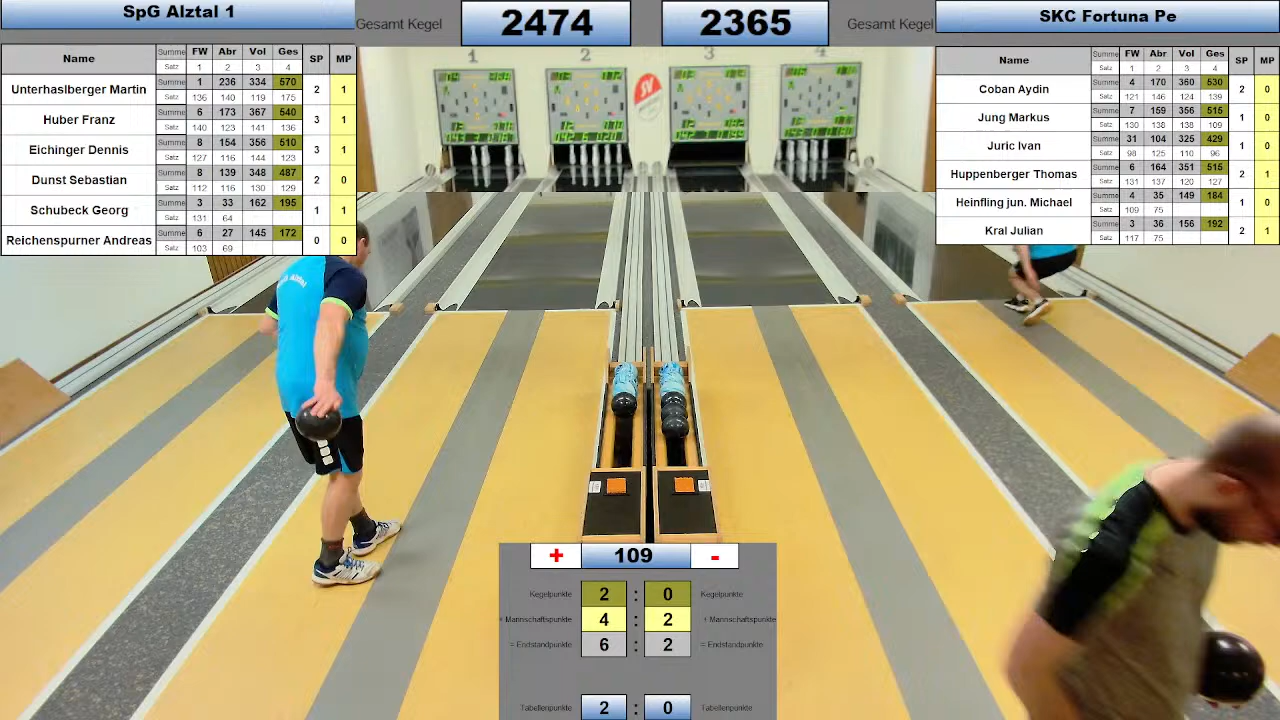 SpG Alztal 1
Gesamt Kegel 2474 2365 Gesamt Kegel
SKC Fortuna Pe
Name Summe FW Abr Vol Ges SP MP
Satz 1 2 3 4
Unterhaslberger Martin Summe 1 236 334 570 2 1
Satz 136 140 119 175
Huber Franz Summe 6 173 367 540 3 1
Satz 140 123 141 136
Eichinger Dennis Summe 8 154 356 510 3 1
Satz 127 116 144 123
Dunst Sebastian Summe 8 139 348 487 2 0
Satz 112 116 130 129
Schubeck Georg Summe 3 33 162 195 1 1
Satz 131 64
Reichenspurner Andreas Summe 6 27 145 172 0 0
Satz 103 69
Name Summe FW Abr Vol Ges SP MP
Satz 1 2 3 4
Coban Aydin Summe 4 170 360 530 2 0
Satz 121 146 124 139
Jung Markus Summe 7 159 356 515 1 0
Satz 130 138 138 109
Juric Ivan Summe 31 104 325 429 1 0
Satz 98 125 110 96
Huppenberger Thomas Summe 6 164 351 515 2 1
Satz 131 137 120 127
Heinfling jun. Michael Summe 4 35 149 184 1 0
Satz 109 75
Kral Julian Summe 3 36 156 192 2 1
Satz 117 75
1 2 3 4
SV
+ 109 -
Kegelpunkte 2 : 0 Kegelpunkte
+ Mannschaftspunkte 4 : 2 + Mannschaftspunkte
= Endstandpunkte 6 : 2 = Endstandpunkte
Tabellenpunkte 2 : 0 Tabellenpunkte